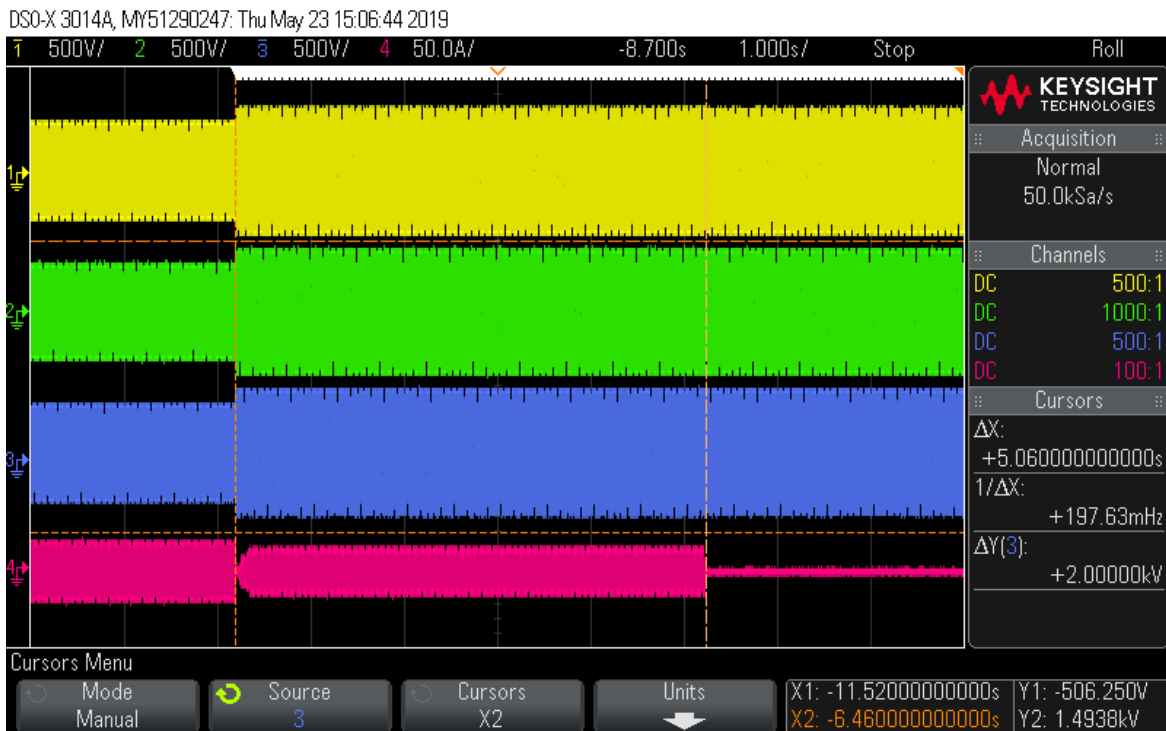 DSO-X 3014A, MY51290247: Thu May 23 15:06:44 2019
1 500V/ 2 500V/ 3 500V/ 4 50.0A/ -8.700s 1.000s/ Stop Roll
KEYSIGHT
TECHNOLOGIES
Acquisition
Normal
50.0kSa/s
Channels
DC 500:1
DC 1000:1
DC 500:1
DC 100:1
Cursors
ΔX:
+5.060000000000s
1/ΔX:
+197.63mHz
ΔY(3):
+2.00000kV
1
2
3
4
Cursors Menu
Mode
Manual
Source
3
Cursors
X2
Units
X1: -11.52000000000s
X2: -6.460000000000s
Y1: -506.250V
Y2: 1.4938kV